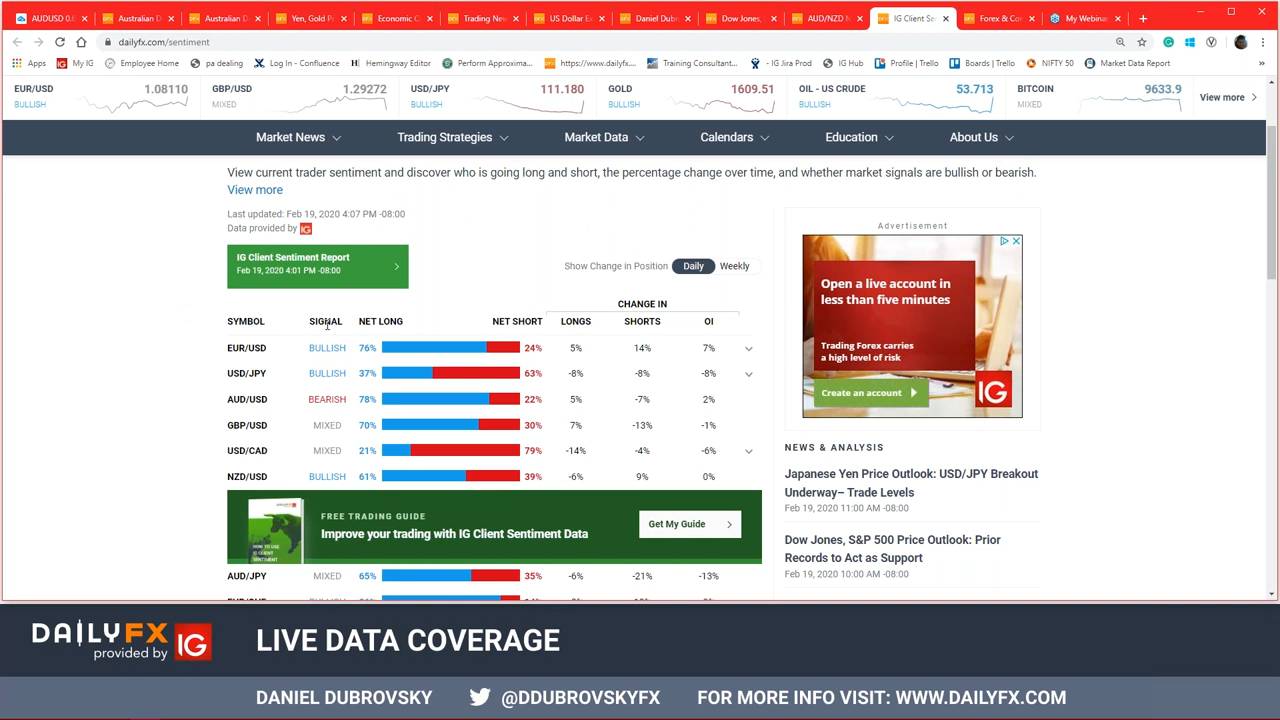 AUDUSD 0.6
Australian D
Australian D
Yen, Gold Pr
Economic C
Trading New
US Dollar Ex
Daniel Dubr
Dow Jones,
AUD/NZD N
IG Client Sen
Forex & Co
My Webinar
dailyfx.com/sentiment
Apps
My IG
Employee Home
pa dealing
Log In - Confluence
Hemingway Editor
Perform Approxima...
https://www.dailyfx...
Training Consultant...
- IG Jira Prod
IG Hub
Profile | Trello
Boards | Trello
NIFTY 50
Market Data Report
EUR/USD 1.08110
BULLISH
GBP/USD 1.29272
MIXED
USD/JPY 111.180
BULLISH
GOLD 1609.51
BULLISH
OIL - US CRUDE 53.713
BULLISH
BITCOIN 9633.9
MIXED
View more
Market News
Trading Strategies
Market Data
Calendars
Education
About Us
View current trader sentiment and discover who is going long and short, the percentage change over time, and whether market signals are bullish or bearish.
View more
Last updated: Feb 19, 2020 4:07 PM -08:00
Data provided by IG
IG Client Sentiment Report
Feb 19, 2020 4:01 PM -08:00
Show Change in Position Daily Weekly
CHANGE IN
SYMBOL SIGNAL NET LONG NET SHORT LONGS SHORTS OI
EUR/USD BULLISH 76% 24% 5% 14% 7%
USD/JPY BULLISH 37% 63% -8% -8% -8%
AUD/USD BEARISH 78% 22% 5% -7% 2%
GBP/USD MIXED 70% 30% 7% -13% -1%
USD/CAD MIXED 21% 79% -14% -4% -6%
NZD/USD BULLISH 61% 39% -6% 9% 0%
FREE TRADING GUIDE
Improve your trading with IG Client Sentiment Data
Get My Guide
AUD/JPY MIXED 65% 35% -6% -21% -13%
Advertisement
Open a live account in
less than five minutes
Trading Forex carries
a high level of risk
Create an account
IG
NEWS & ANALYSIS
Japanese Yen Price Outlook: USD/JPY Breakout
Underway– Trade Levels
Feb 19, 2020 11:00 AM -08:00
Dow Jones, S&P 500 Price Outlook: Prior
Records to Act as Support
Feb 19, 2020 10:00 AM -08:00
DAILYFX
provided by IG
LIVE DATA COVERAGE
DANIEL DUBROVSKY
@DDUBROVSKYFX
FOR MORE INFO VISIT: WWW.DAILYFX.COM